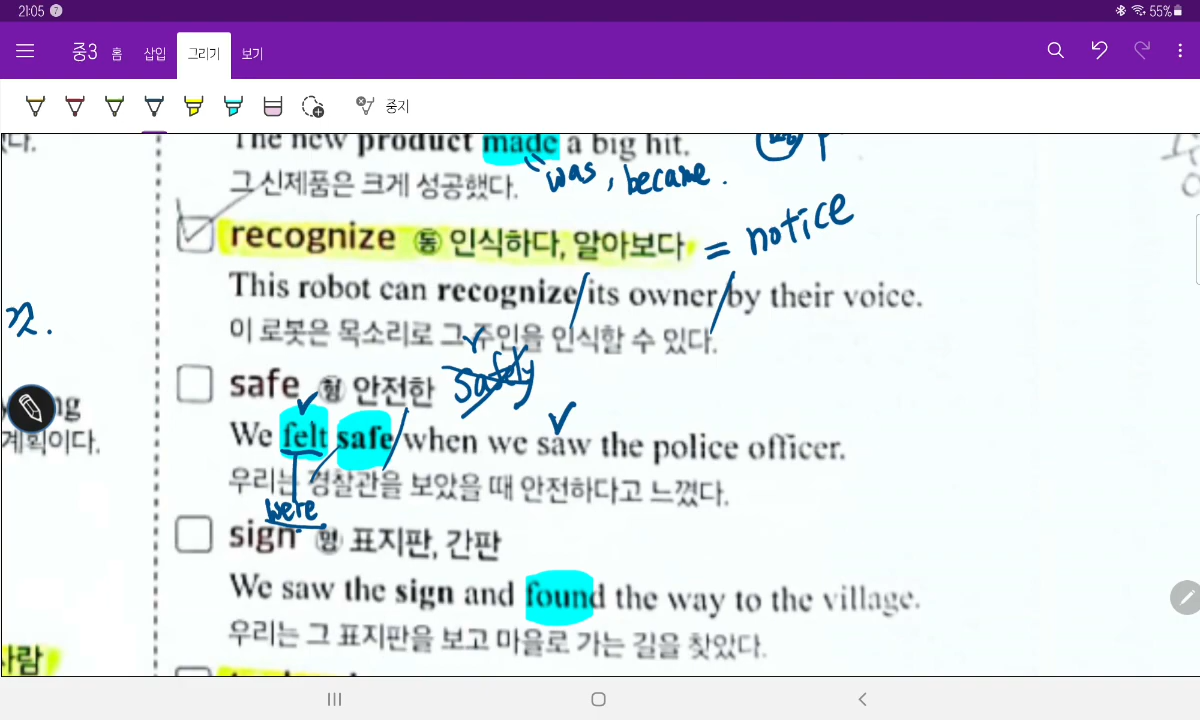 21:05 7 55%
중3 홈 삽입 그리기 보기
중지
The new product made a big hit.
그 신제품은 크게 성공했다.
was, became.
recognize 동 인식하다, 알아보다 = notice
This robot can recognize / its owner / by their voice.
이 로봇은 목소리로 그 주인을 인식할 수 있다.
safe 형 안전한 safety
We felt safe / when we saw the police officer.
우리는 경찰관을 보았을 때 안전하다고 느꼈다.
were
sign 명 표지판, 간판
We saw the sign and found the way to the village.
우리는 그 표지판을 보고 마을로 가는 길을 찾았다.
계획이다.
사람